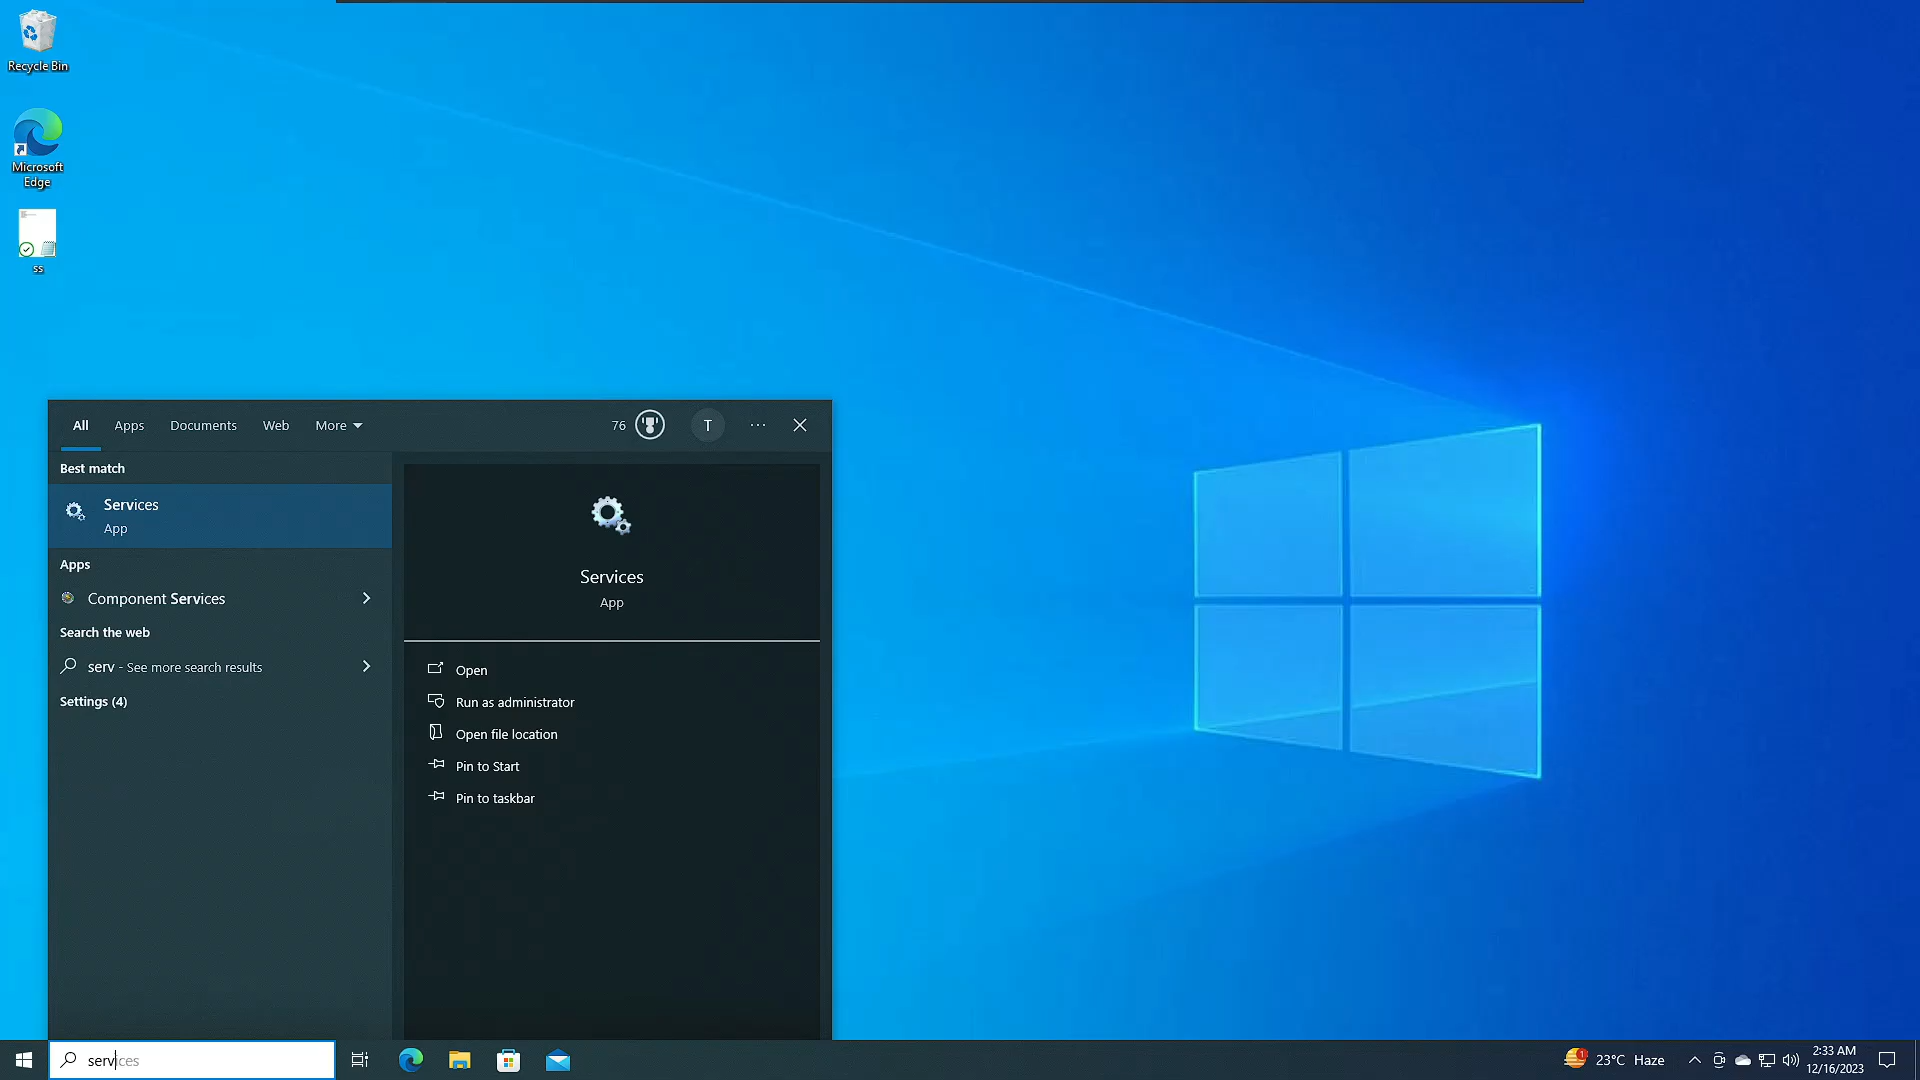 Recycle Bin
Microsoft
Edge
ss
All Apps Documents Web More 76 T ...
Best match
Services
App
Apps
Component Services
Search the web
serv - See more search results
Settings (4)
Services
App
Open
Run as administrator
Open file location
Pin to Start
Pin to taskbar
services
1 23°C Haze
2:33 AM
12/16/2023